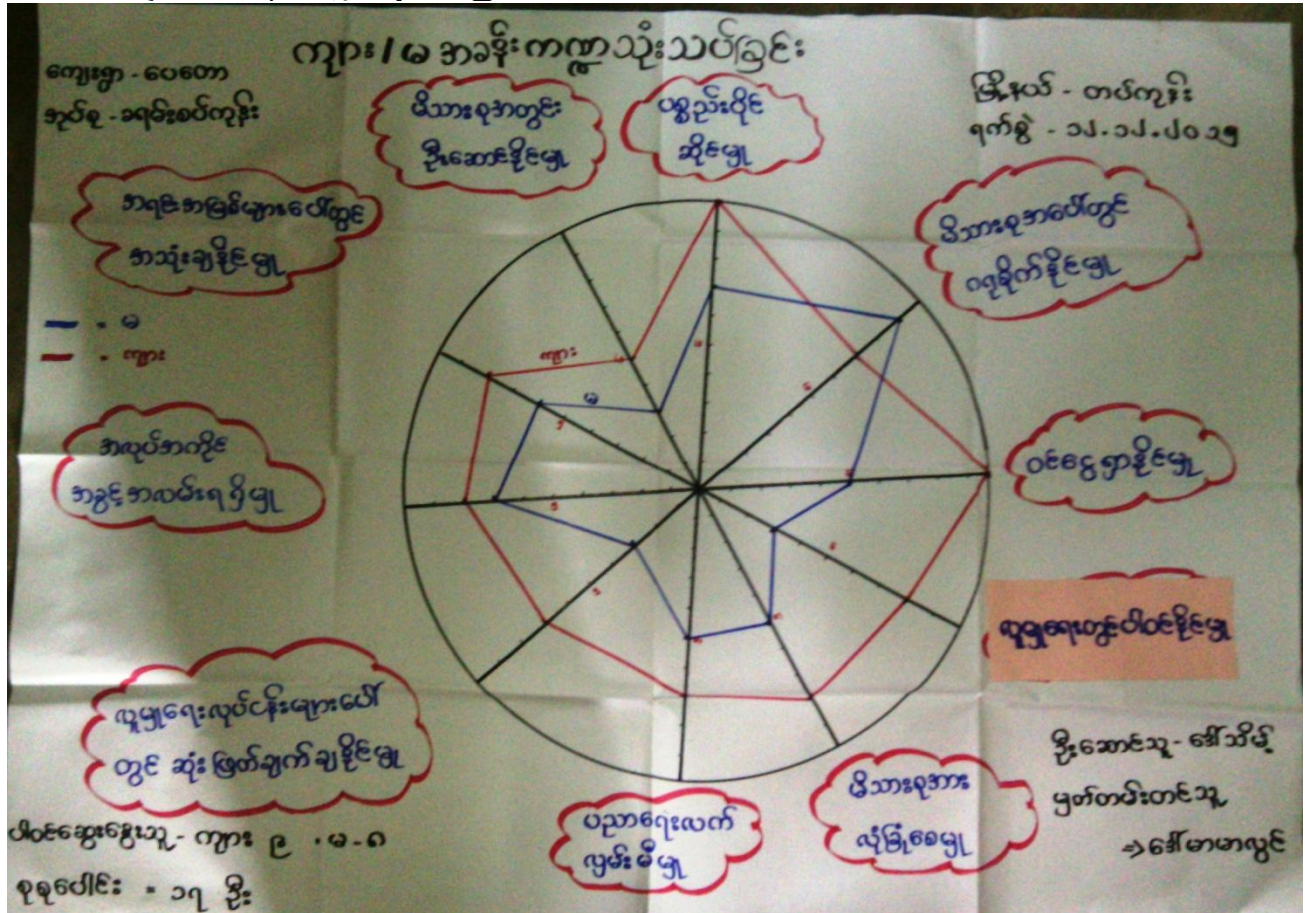 ကျား/မ အခန်းကဏ္ဍသုံးသပ်ခြင်း
ကျေးရွာ - ပေတော
အုပ်စု - ခရမ်းစပ်ကုန်း
မြို့နယ် - တပ်ကုန်း
ရက်စွဲ - ၁၂.၁၂.၂၀၁၅
မိသားစုအတွင်း
ဦးဆောင်နိုင်မှု
ပစ္စည်းပိုင်
ဆိုင်မှု
အရင်းအမြစ်များပေါ်တွင်
အသုံးချနိုင်မှု
မိသားစုအပေါ်တွင်
ဂရုစိုက်နိုင်မှု
- မ
- ကျား
ကျား
မ
အလုပ်အကိုင်
အခွင့်အလမ်းရရှိမှု
ဝင်ငွေရှာနိုင်မှု
လူမှုရေးတွင်ပါဝင်နိုင်မှု
လူမှုရေးလုပ်ငန်းများပေါ်
တွင် ဆုံးဖြတ်ချက်ချနိုင်မှု
ပညာရေးလက်
လှမ်းမီမှု
မိသားစုအား
လုံခြုံစေမှု
ဦးဆောင်သူ - ဒေါ်သိမ့်
မှတ်တမ်းတင်သူ
⇒ ဒေါ်မာမာလွင်
ပါဝင်ဆွေးနွေးသူ - ကျား ၉ ၊ မ - ၈
စုစုပေါင်း = ၁၇ ဦး